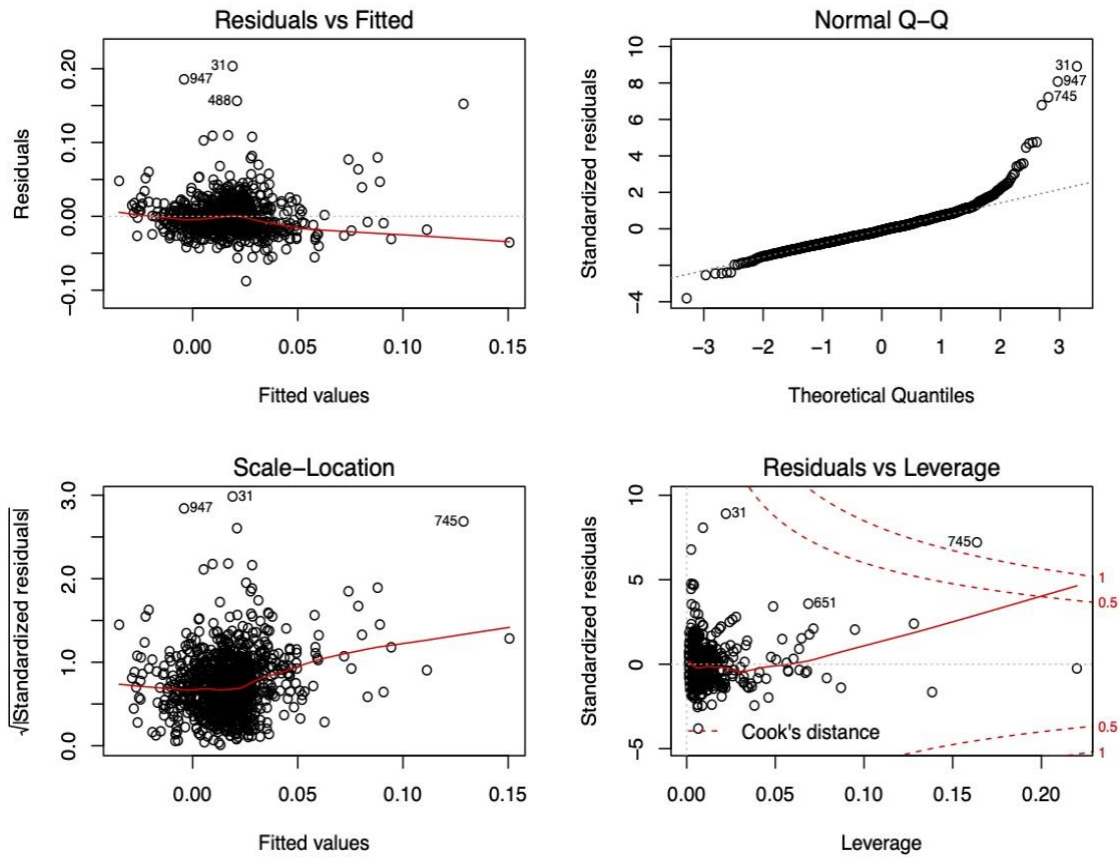 Residuals vs Fitted
Residuals
0.20
0.10
0.00
−0.10
31
947
488
0.00 0.05 0.10 0.15
Fitted values
Normal Q−Q
Standardized residuals
10
8
6
4
2
0
−4
31
947
745
−3 −2 −1 0 1 2 3
Theoretical Quantiles
Scale−Location
√|Standardized residuals|
3.0
2.0
1.0
0.0
947
31
745
0.00 0.05 0.10 0.15
Fitted values
Residuals vs Leverage
Standardized residuals
10
5
0
−5
31
745
651
1
0.5
0.5
1
Cook's distance
0.00 0.05 0.10 0.15 0.20
Leverage